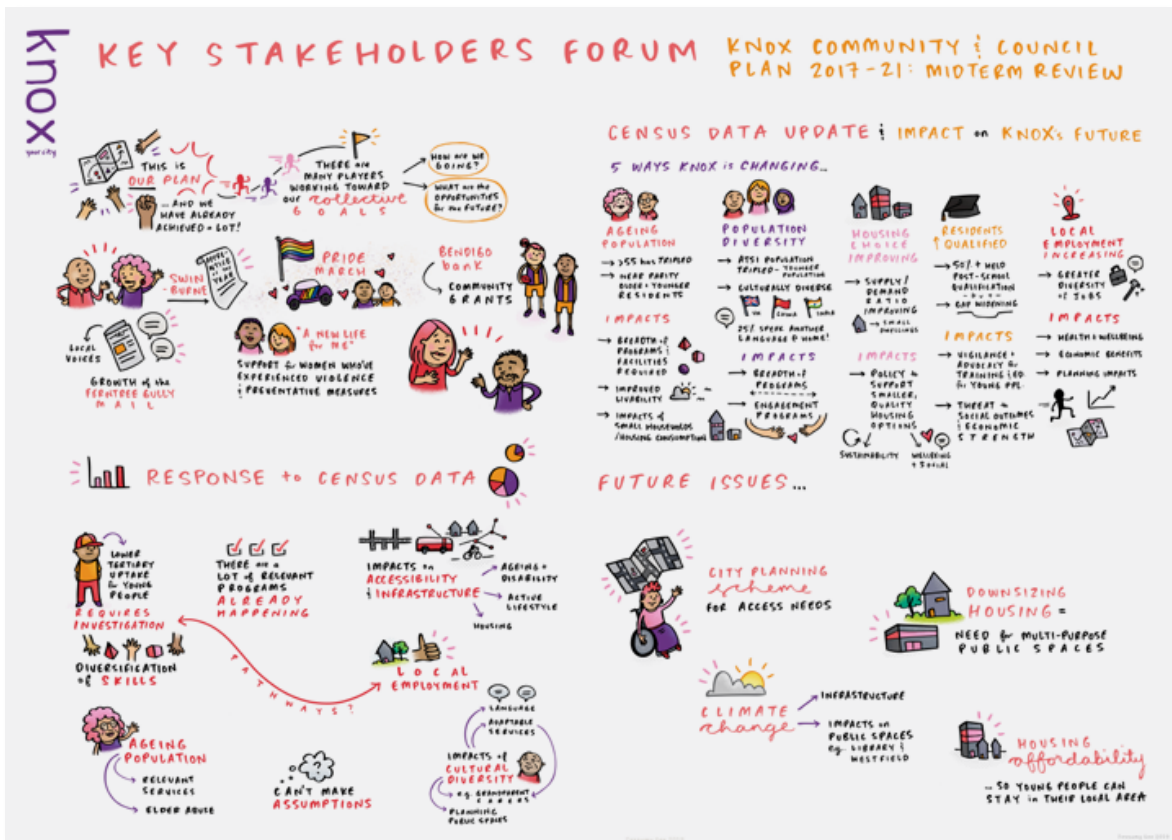 knox
your city
KEY STAKEHOLDERS FORUM
KNOX COMMUNITY & COUNCIL
PLAN 2017-21: MIDTERM REVIEW
THIS IS
OUR PLAN
... AND WE
HAVE ALREADY
ACHIEVED A LOT!
THERE ARE
MANY PLAYERS
WORKING TOWARD
OUR collective
GOALS
HOW ARE WE
GOING?
WHAT ARE the
OPPORTUNITIES
for the FUTURE?
SWIN
BURNE
APPRENTICE
of the
YEAR
PRIDE
MARCH
BENDIGO
bank
COMMUNITY
GRANTS
LOCAL
VOICES
GROWTH of the
FERNTREE GULLY
MAIL
"A NEW LIFE
for ME"
SUPPORT for WOMEN WHO'VE
EXPERIENCED VIOLENCE
& PREVENTATIVE MEASURES
CENSUS DATA UPDATE & IMPACT on KNOX's FUTURE
5 WAYS KNOX is CHANGING...
AGEING
POPULATION
>55 has TRIPLED
NEAR PARITY
OLDER & YOUNGER
RESIDENTS
IMPACTS
BREADTH of
PROGRAMS &
FACILITIES
REQUIRED
IMPROVED
LIVABILITY
IMPACTS of
SMALL HOUSEHOLDS
/HOUSING CONSUMPTION
POPULATION
DIVERSITY
ATSI POPULATION
TRIPLED - YOUNGER
POPULATION
CULTURALLY DIVERSE
UK CHINA INDIA
25% SPEAK ANOTHER
LANGUAGE @ HOME!
IMPACTS
BREADTH of
PROGRAMS
ENGAGEMENT
PROGRAMS
HOUSING
CHOICE
IMPROVING
SUPPLY/
DEMAND
RATIO
IMPROVING
SMALL
DWELLINGS
IMPACTS
POLICY to
SUPPORT
SMALLER,
QUALITY
HOUSING
OPTIONS
SUSTAINABILITY
WELLBEING
+ SOCIAL
RESIDENTS
↑ QUALIFIED
50% + HELD
POST-SCHOOL
QUALIFICATION
GAP WIDENING
IMPACTS
VIGILANCE +
ADVOCACY for
TRAINING & ED.
for YOUNG PPL.
THREAT to
SOCIAL OUTCOMES
& ECONOMIC
STRENGTH
LOCAL
EMPLOYMENT
INCREASING
GREATER
DIVERSITY
of JOBS
IMPACTS
HEALTH & WELLBEING
ECONOMIC BENEFITS
PLANNING IMPACTS
RESPONSE to CENSUS DATA
LOWER
TERTIARY
UPTAKE
for YOUNG
PEOPLE
REQUIRES
INVESTIGATION
DIVERSIFICATION
of SKILLS
THERE are a
LOT of RELEVANT
PROGRAMS
ALREADY
HAPPENING
IMPACTS on
ACCESSIBILITY
& INFRASTRUCTURE
AGEING +
DISABILITY
ACTIVE
LIFESTYLE
HOUSING
PATHWAYS?
LOCAL
EMPLOYMENT
AGEING
POPULATION
RELEVANT
SERVICES
ELDER ABUSE
CAN'T MAKE
ASSUMPTIONS
LANGUAGE
ADAPTABLE
SERVICES
IMPACTS of
CULTURAL
DIVERSITY
e.g. GRANDPARENT
CARERS
PLANNING
PUBLIC SPACES
FUTURE ISSUES...
CITY PLANNING
scheme
FOR ACCESS NEEDS
DOWNSIZING
HOUSING =
NEED for MULTI-PURPOSE
PUBLIC SPACES
CLIMATE
change
INFRASTRUCTURE
IMPACTS on
PUBLIC SPACES
eg. LIBRARY &
WESTFIELD
HOUSING
affordability
... SO YOUNG PEOPLE CAN
STAY in THEIR LOCAL AREA